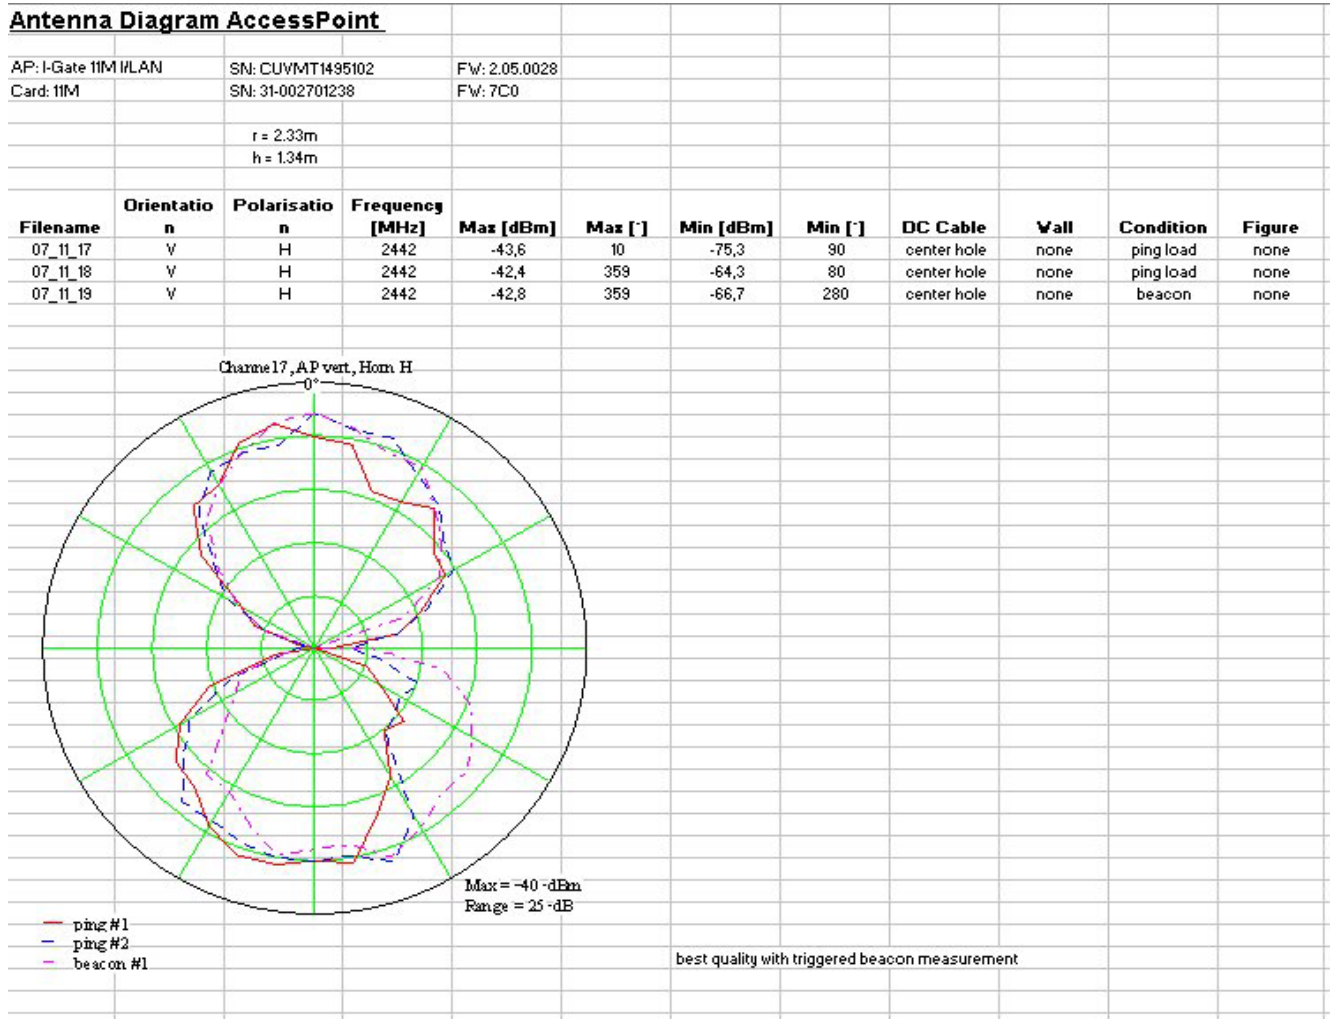 Antenna Diagram AccessPoint
AP: I-Gate 11M I/LAN SN: CUVMT1495102 FW: 2.05.0028
Card: 11M SN: 31-002701238 FW: 7C0
r = 2.33m
h = 1.34m
Orientatio Polarisatio Frequency
Filename n n [MHz] Max [dBm] Max [°] Min [dBm] Min [°] DC Cable Wall Condition Figure
07_11_17 V H 2442 -43,6 10 -75,3 90 center hole none ping load none
07_11_18 V H 2442 -42,4 359 -64,3 80 center hole none ping load none
07_11_19 V H 2442 -42,8 359 -66,7 280 center hole none beacon none
Channel 7, AP vert, Horn H
0°
Max = -40 -dBm
Range = 25 -dB
ping #1
ping #2
beacon #1
best quality with triggered beacon measurement